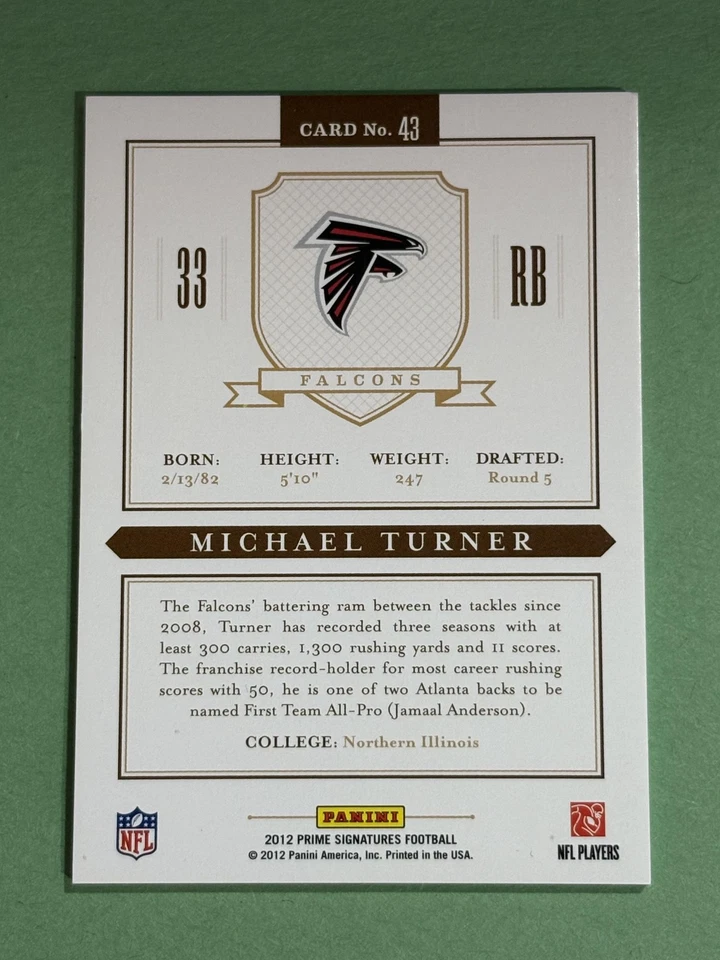 CARD No. 43
33
RB
FALCONS
BORN: HEIGHT: WEIGHT: DRAFTED:
2/13/82 5'10" 247 Round 5
MICHAEL TURNER
The Falcons' battering ram between the tackles since
2008, Turner has recorded three seasons with at
least 300 carries, 1,300 rushing yards and 11 scores.
The franchise record-holder for most career rushing
scores with 50, he is one of two Atlanta backs to be
named First Team All-Pro (Jamaal Anderson).
COLLEGE: Northern Illinois
NFL
PANINI
2012 PRIME SIGNATURES FOOTBALL
© 2012 Panini America, Inc. Printed in the USA.
NFL PLAYERS